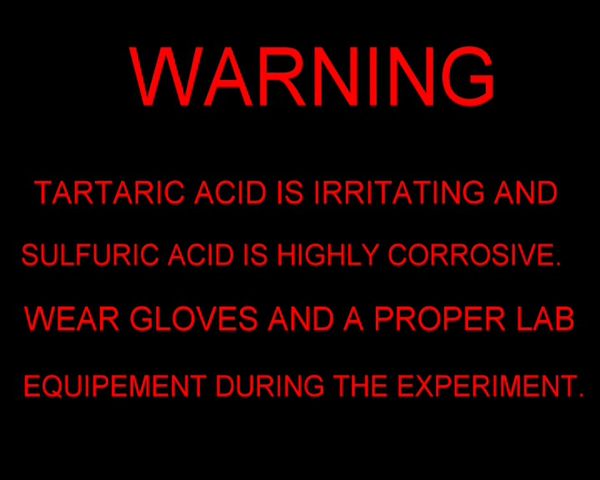 WARNING
TARTARIC ACID IS IRRITATING AND
SULFURIC ACID IS HIGHLY CORROSIVE.
WEAR GLOVES AND A PROPER LAB
EQUIPEMENT DURING THE EXPERIMENT.